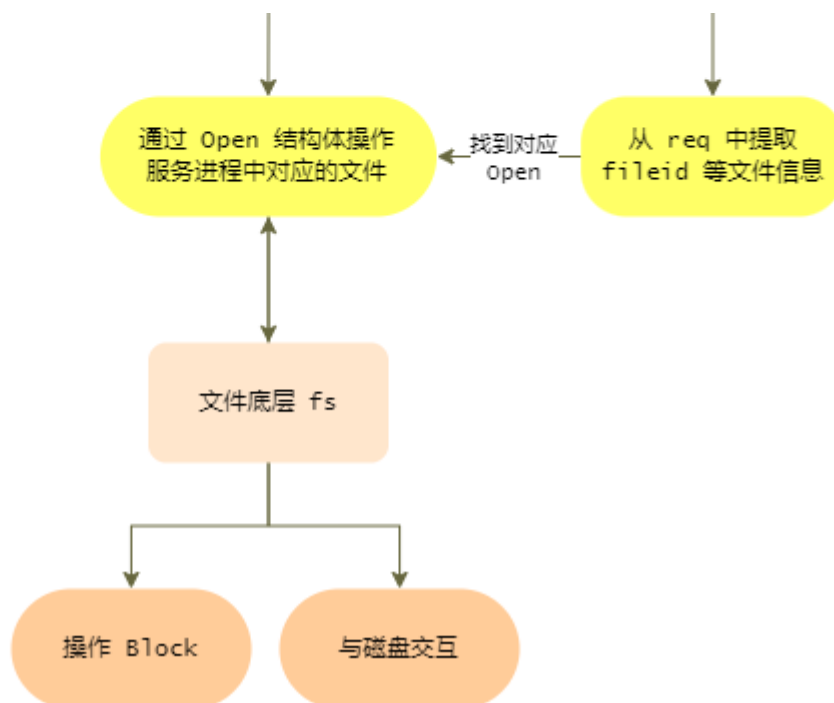 通过 Open 结构体操作
服务进程中对应的文件
找到对应
Open
从 req 中提取
fileid 等文件信息
文件底层 fs
操作 Block
与磁盘交互